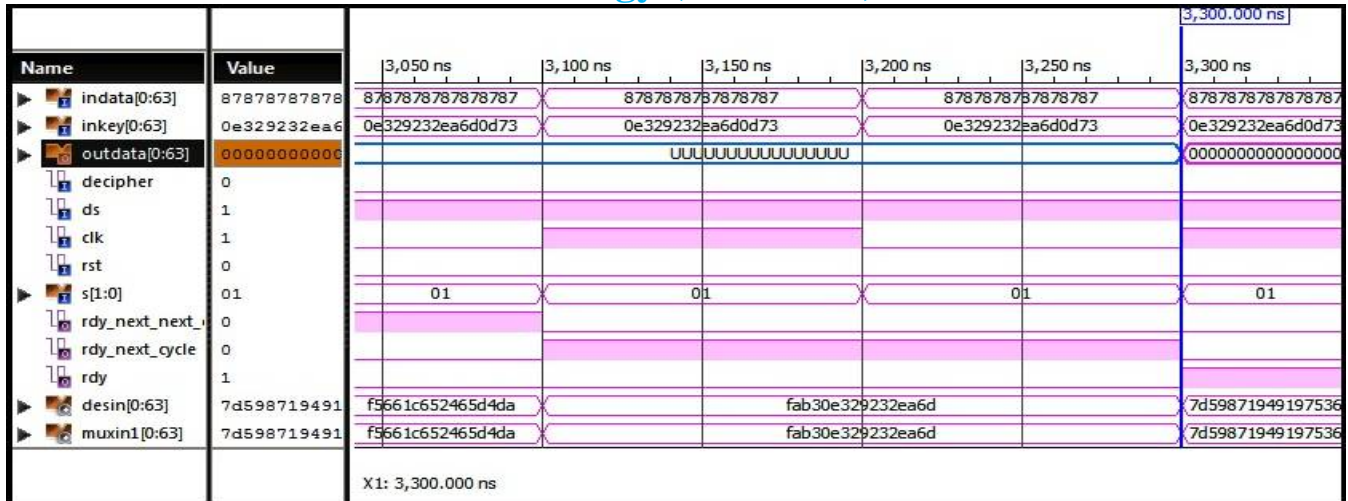 3,300.000 ns
Name Value 3,050 ns 3,100 ns 3,150 ns 3,200 ns 3,250 ns 3,300 ns
indata[0:63] 87878787878 8787878787878787 8787878787878787 8787878787878787 8787878787878787
inkey[0:63] 0e329232ea6 0e329232ea6d0d73 0e329232ea6d0d73 0e329232ea6d0d73 0e329232ea6d0d73
outdata[0:63] 00000000000 UUUUUUUUUUUUUUUU 0000000000000000
decipher 0
ds 1
clk 1
rst 0
s[1:0] 01 01 01 01 01
rdy_next_next_ 0
rdy_next_cycle 0
rdy 1
desin[0:63] 7d598719491 f5661c652465d4da fab30e329232ea6d 7d59871949197536
muxin1[0:63] 7d598719491 f5661c652465d4da fab30e329232ea6d 7d59871949197536
X1: 3,300.000 ns